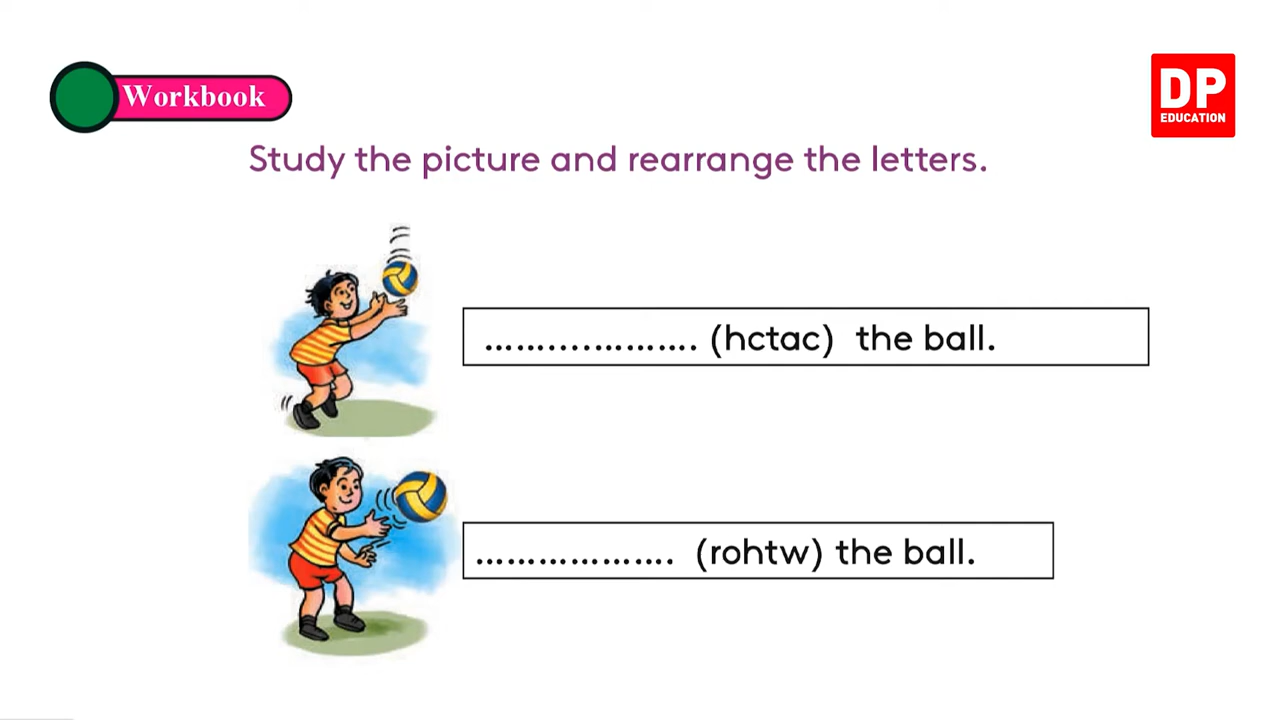 Workbook
DP
EDUCATION
Study the picture and rearrange the letters.
……....………. (hctac) the ball.
………………. (rohtw) the ball.